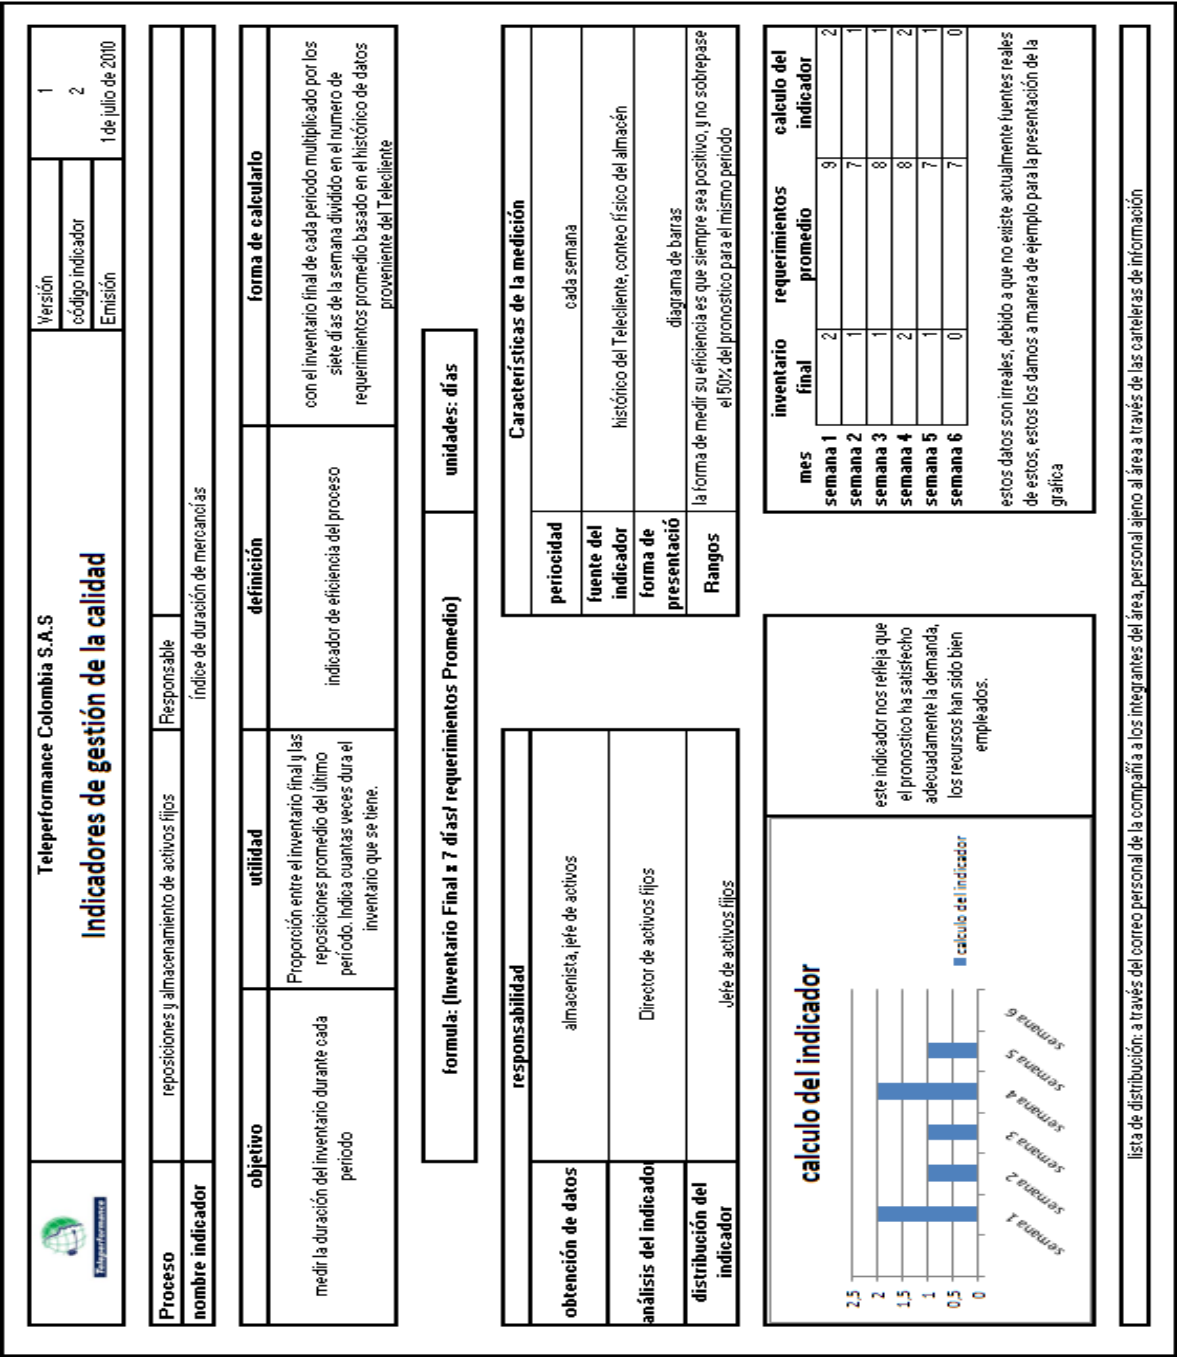 Teleperformance
Teleperformance Colombia S.A.S
Indicadores de gestión de la calidad
Versión 1
código indicador 2
Emisión 1 de julio de 2010
Proceso reposiciones y almacenamiento de activos fijos Responsable
nombre indicador Índice de duración de mercancías
objetivo utilidad definición forma de calcularlo
medir la duración del inventario durante cada
periodo
Proporción entre el inventario final y las
reposiciones promedio del último
período. Indica cuantas veces dura el
inventario que se tiene.
indicador de eficiencia del proceso
con el inventario final de cada periodo multiplicado por los
siete días de la semana dividido en el numero de
requerimientos promedio basado en el histórico de datos
proveniente del Telecliente
formula: (Inventario Final x 7 días/ requerimientos Promedio) unidades: días
responsabilidad
obtención de datos almacenista, jefe de activos
análisis del indicador Director de activos fijos
distribución del
indicador
Jefe de activos fijos
Características de la medición
periocidad cada semana
fuente del
indicador
histórico del Telecliente, conteo físico del almacén
forma de
presentació
diagrama de barras
Rangos
la forma de medir su eficiencia es que siempre sea positivo, y no sobrepase
el 50% del pronostico para el mismo periodo
calculo del indicador
2,5
2
1,5
1
0,5
0
semana 1 semana 2 semana 3 semana 4 semana 5 semana 6
calculo del indicador
este indicador nos refleja que
el pronostico ha satisfecho
adecuadamente la demanda,
los recursos han sido bien
empleados.
mes inventario final requerimientos promedio calculo del indicador
semana 1 2 9 2
semana 2 1 7 1
semana 3 1 8 1
semana 4 2 8 2
semana 5 1 7 1
semana 6 0 7 0
estos datos son irreales, debido a que no existe actualmente fuentes reales
de estos, estos los damos a manera de ejemplo para la presentación de la
grafica
lista de distribución: a través del correo personal de la compañía a los integrantes del área, personal ajeno al área a través de las carteleras de información